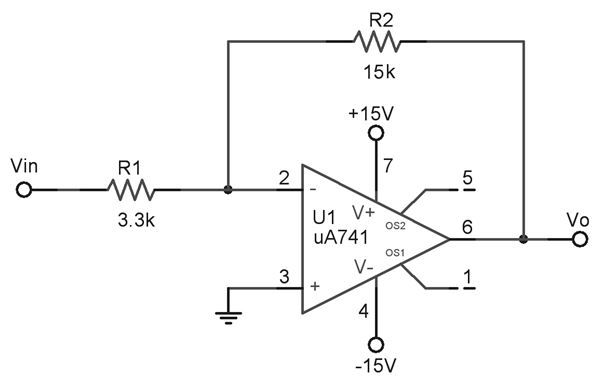 R2
15k
+15V
Vin
R1
3.3k
7
5
2
-
V+
OS2
U1
uA741
6
Vo
OS1
V-
3
+
1
4
-15V